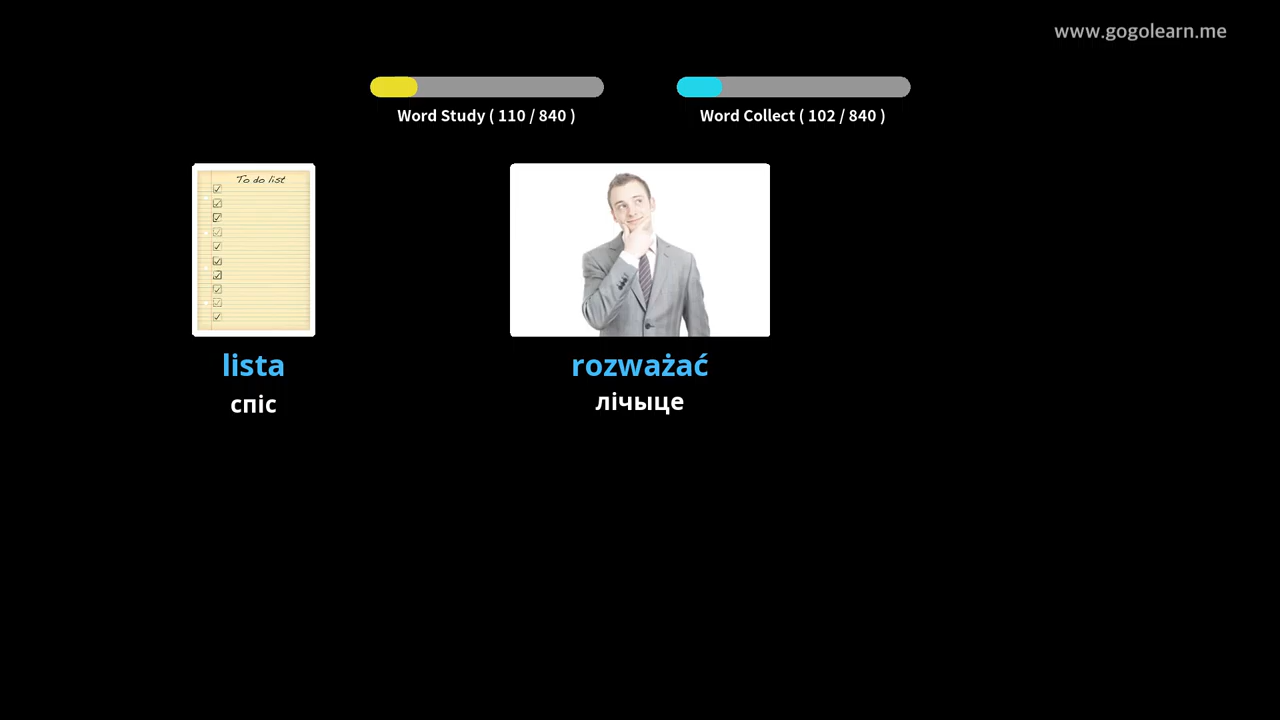 www.gogolearn.me
Word Study ( 110 / 840 )
Word Collect ( 102 / 840 )
To do list
lista
спіс
rozważać
лічыце